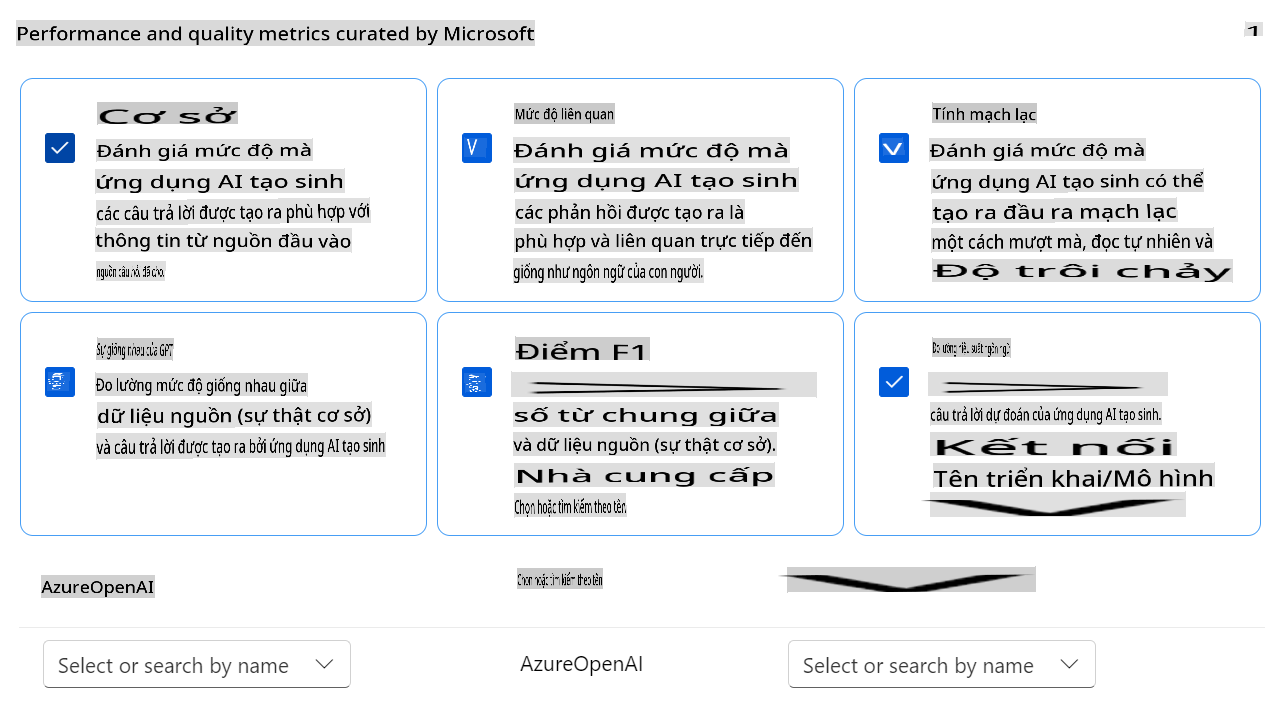 Performance and quality metrics curated by Microsoft
1
Cơ sở
Đánh giá mức độ mà
ứng dụng AI tạo sinh
các câu trả lời được tạo ra phù hợp với
thông tin từ nguồn đầu vào
nguồn câu hỏi. đã cho.
Mức độ liên quan
Đánh giá mức độ mà
ứng dụng AI tạo sinh
các phản hồi được tạo ra là
phù hợp và liên quan trực tiếp đến
giống như ngôn ngữ của con người.
Tính mạch lạc
Đánh giá mức độ mà
ứng dụng AI tạo sinh có thể
tạo ra đầu ra mạch lạc
một cách mượt mà, đọc tự nhiên và
Độ trôi chảy
Sự giống nhau của GPT
Đo lường mức độ giống nhau giữa
dữ liệu nguồn (sự thật cơ sở)
và câu trả lời được tạo ra bởi ứng dụng AI tạo sinh
Điểm F1
số từ chung giữa
và dữ liệu nguồn (sự thật cơ sở).
Nhà cung cấp
Chọn hoặc tìm kiếm theo tên.
Đo lường hiệu suất ngôn ngữ
câu trả lời dự đoán của ứng dụng AI tạo sinh.
Kết nối
Tên triển khai/Mô hình
AzureOpenAI
Chọn hoặc tìm kiếm theo tên
Select or search by name
AzureOpenAI
Select or search by name